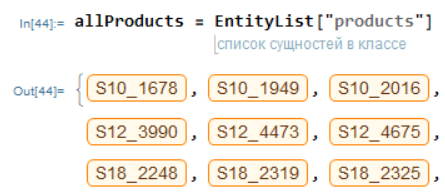 In[44]:= allProducts = EntityList["products"]
список сущностей в классе
Out[44]= { S10_1678 , S10_1949 , S10_2016 ,
S12_3990 , S12_4473 , S12_4675 ,
S18_2248 , S18_2319 , S18_2325 ,